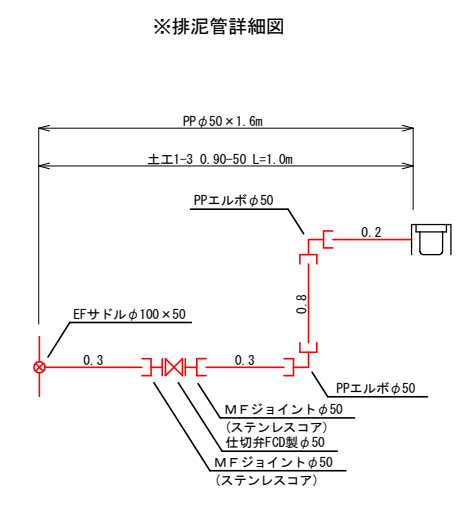 ※排泥管詳細図
PPφ50×1.6m
土工1-3 0.90-50 L=1.0m
PPエルボφ50
0.2
0.8
EFサドルφ100×50
0.3
0.3
PPエルボφ50
MFジョイントφ50
(ステンレスコア)
仕切弁FCD製φ50
MFジョイントφ50
(ステンレスコア)